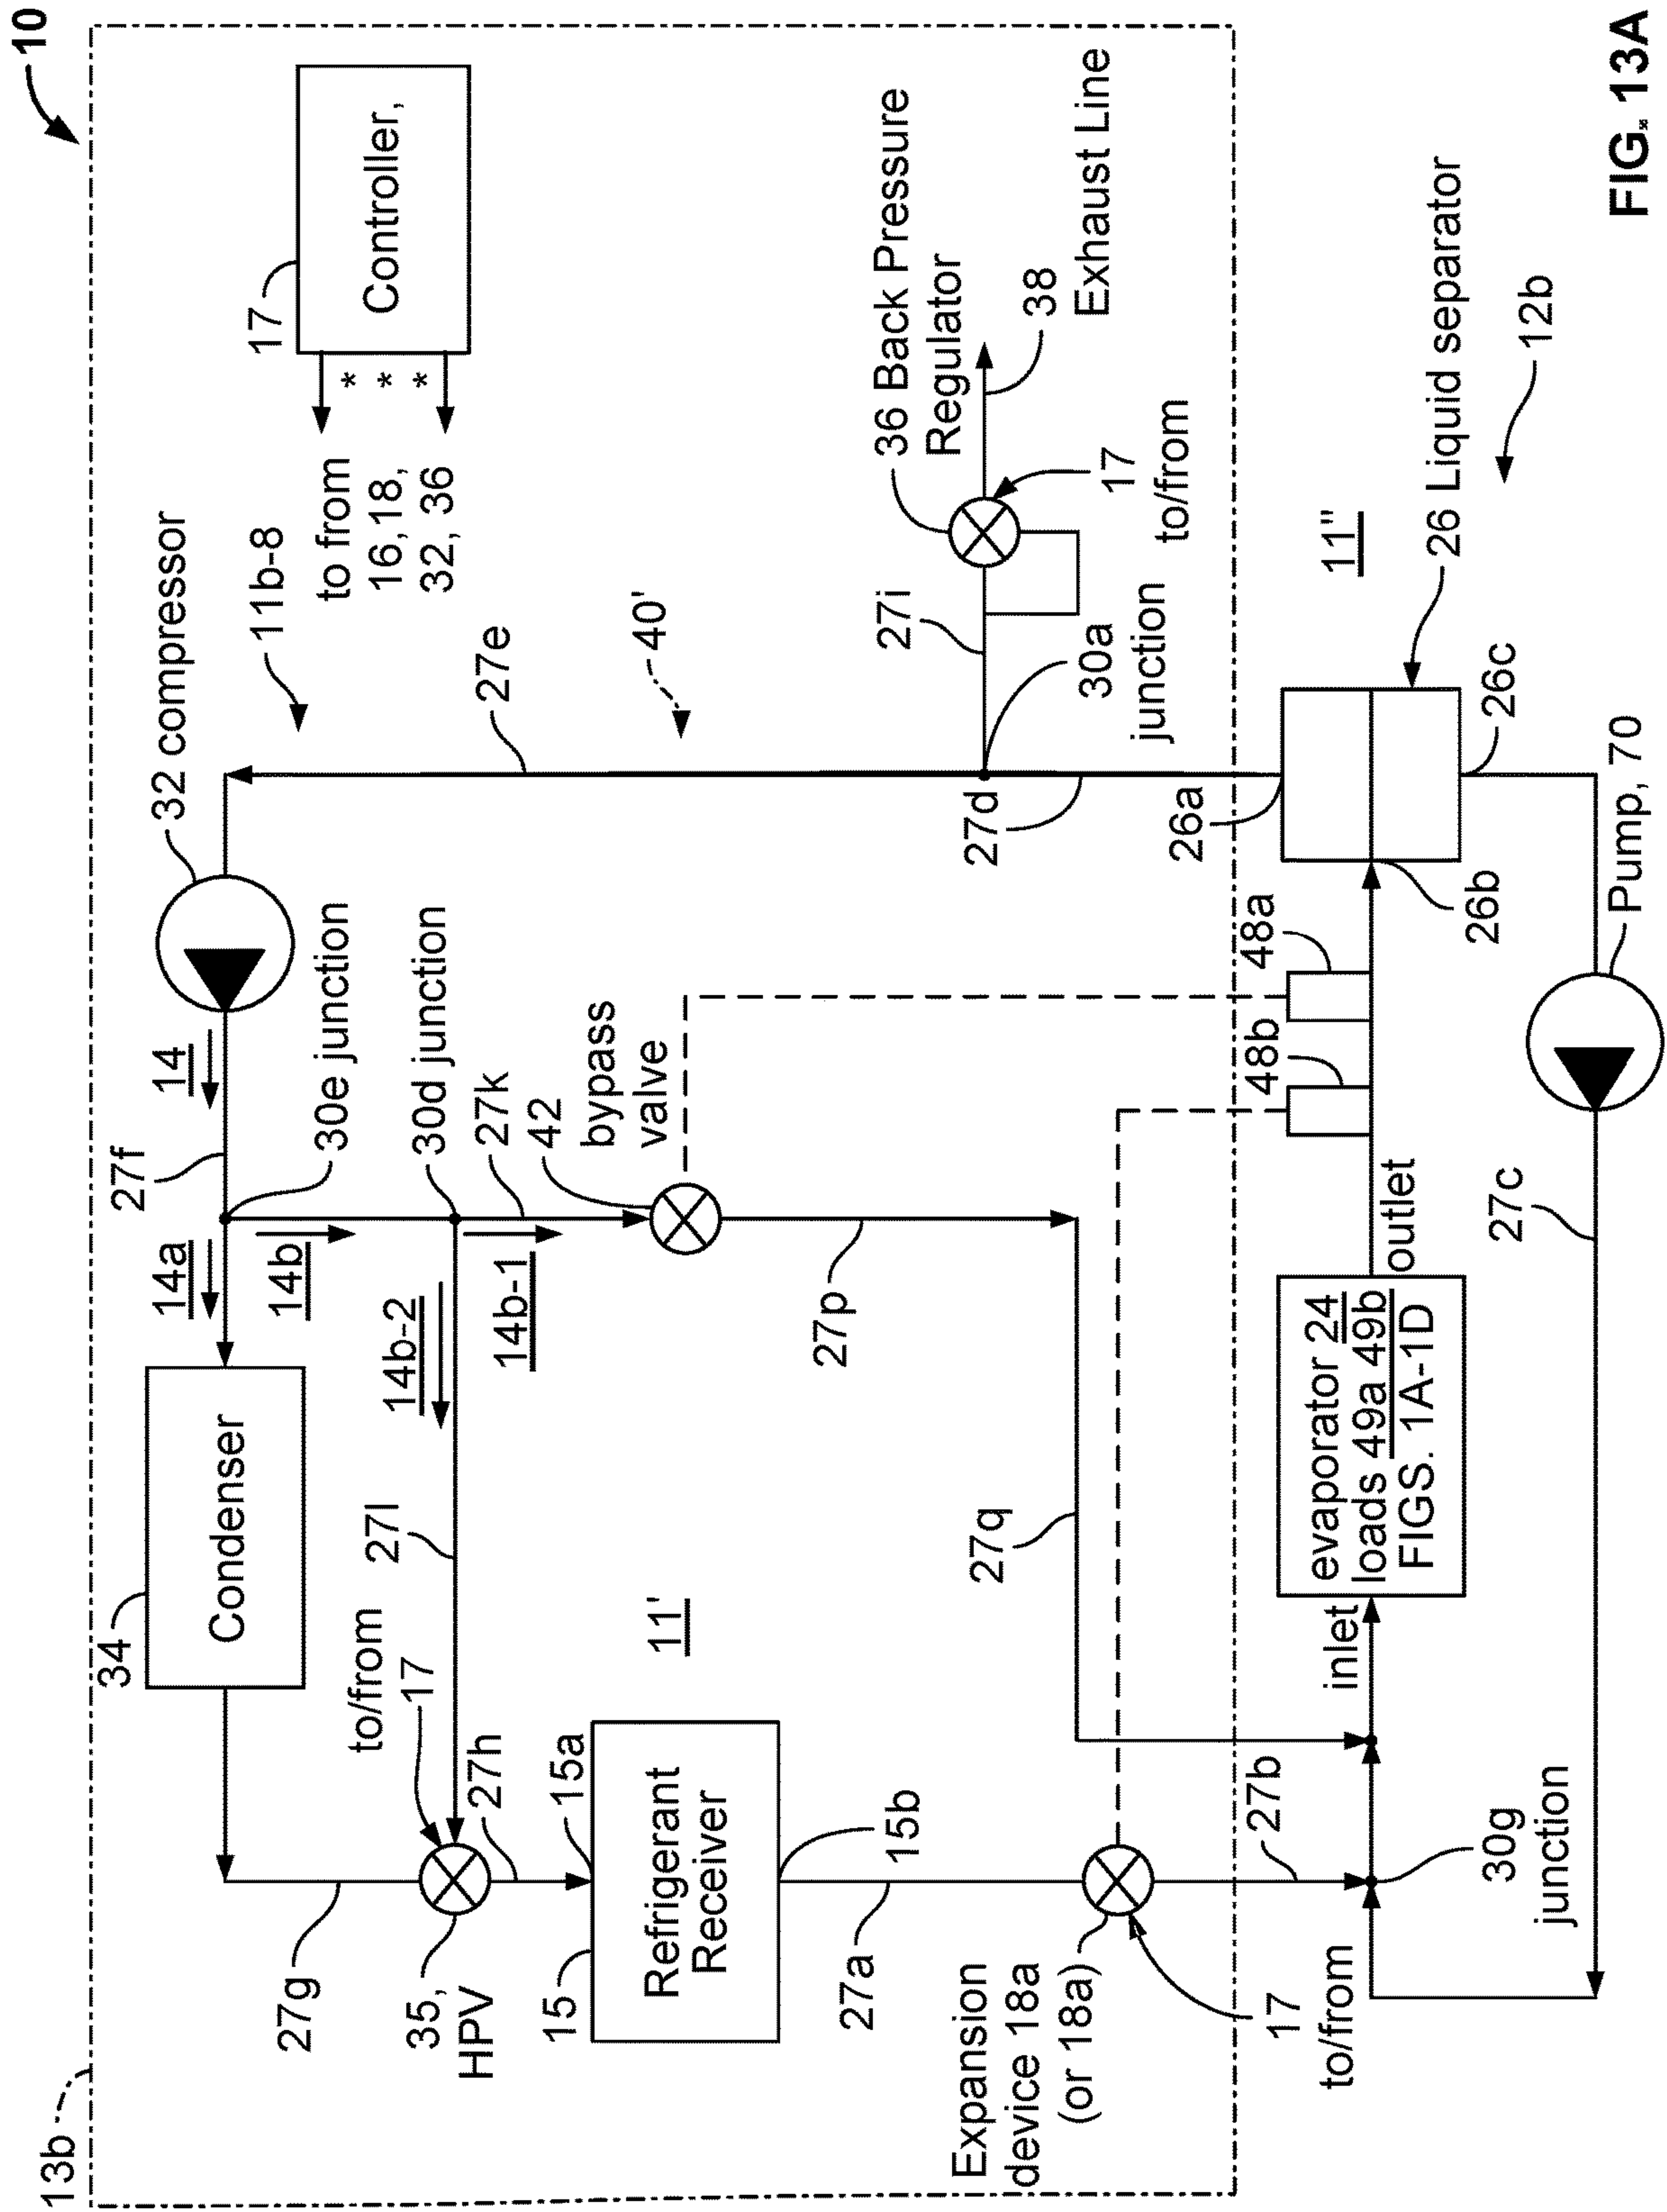 10
13b
Controller,
17
* * *
to from
16,18,
32, 36
11b-8
32 compressor
27e
40'
14
27f
30e junction
14a
14b
30d junction
27k
14b-1
14b-2
42
bypass
valve
27p
27q
Condenser
34
27g
27l
to/from
17
35,
HPV
27h
15a
15
Refrigerant
Receiver
11'
15b
27a
Expansion
device 18a
(or 18a)
17
to/from
27b
30g
junction
36 Back Pressure
Regulator
38
Exhaust Line
17
to/from
27i
30a
junction
27d
26a
11"
26 Liquid separator
12b
26c
26b
48a
48b
outlet
evaporator 24
loads 49a 49b
FIGS. 1A-1D
inlet
Pump, 70
27c
FIG. 13A